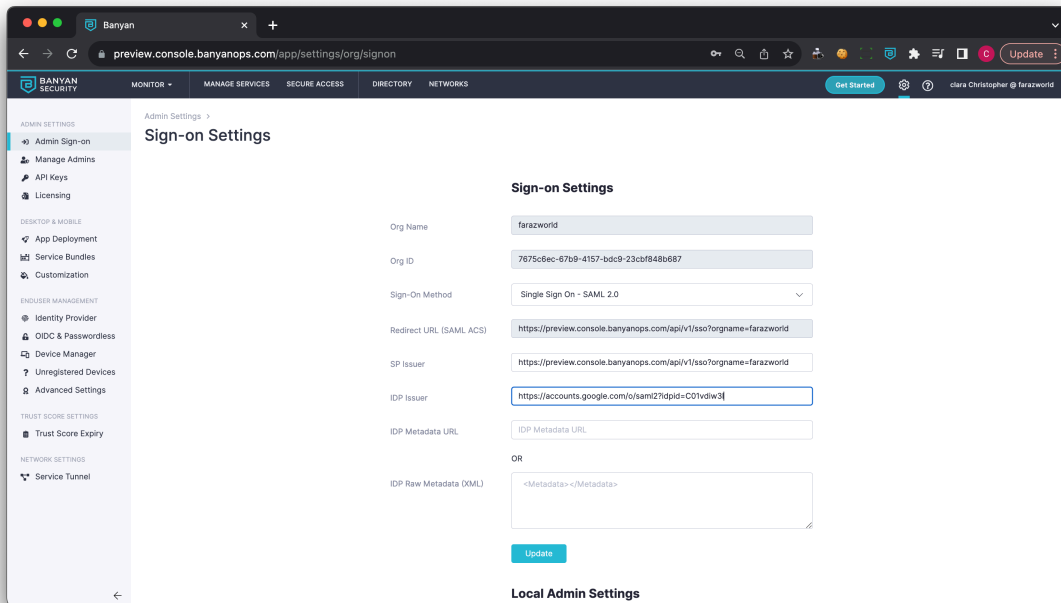 Banyan
preview.console.banyanops.com/app/settings/org/signon
C
Update
BANYAN
SECURITY
MONITOR
MANAGE SERVICES
SECURE ACCESS
DIRECTORY
NETWORKS
Get Started
clara Christopher @ farazworld
ADMIN SETTINGS
Admin Sign-on
Manage Admins
API Keys
Licensing
DESKTOP & MOBILE
App Deployment
Service Bundles
Customization
ENDUSER MANAGEMENT
Identity Provider
OIDC & Passwordless
Device Manager
? Unregistered Devices
Advanced Settings
TRUST SCORE SETTINGS
Trust Score Expiry
NETWORK SETTINGS
Service Tunnel
Admin Settings >
Sign-on Settings
Sign-on Settings
Org Name
farazworld
Org ID
7675c6ec-67b9-4157-bdc9-23cbf848b687
Sign-On Method
Single Sign On - SAML 2.0
Redirect URL (SAML ACS)
https://preview.console.banyanops.com/api/v1/sso?orgname=farazworld
SP Issuer
https://preview.console.banyanops.com/api/v1/sso?orgname=farazworld
IDP Issuer
https://accounts.google.com/o/saml2?idpid=C01vdiw3l
IDP Metadata URL
IDP Metadata URL
OR
IDP Raw Metadata (XML)
<Metadata></Metadata>
Update
Local Admin Settings